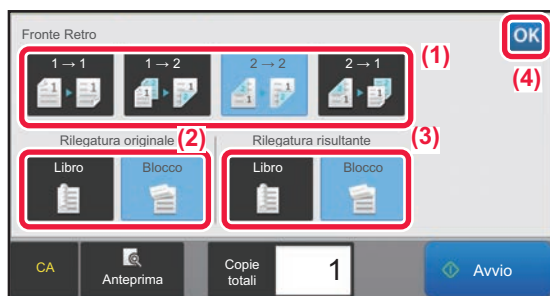 Fronte Retro
OK
1 → 1
1 → 2
2 → 2
2 → 1
(1)
(4)
Rilegatura originale
(2)
Rilegatura risultante
(3)
Libro
Blocco
Libro
Blocco
CA
Anteprima
Copie
totali
1
Avvio